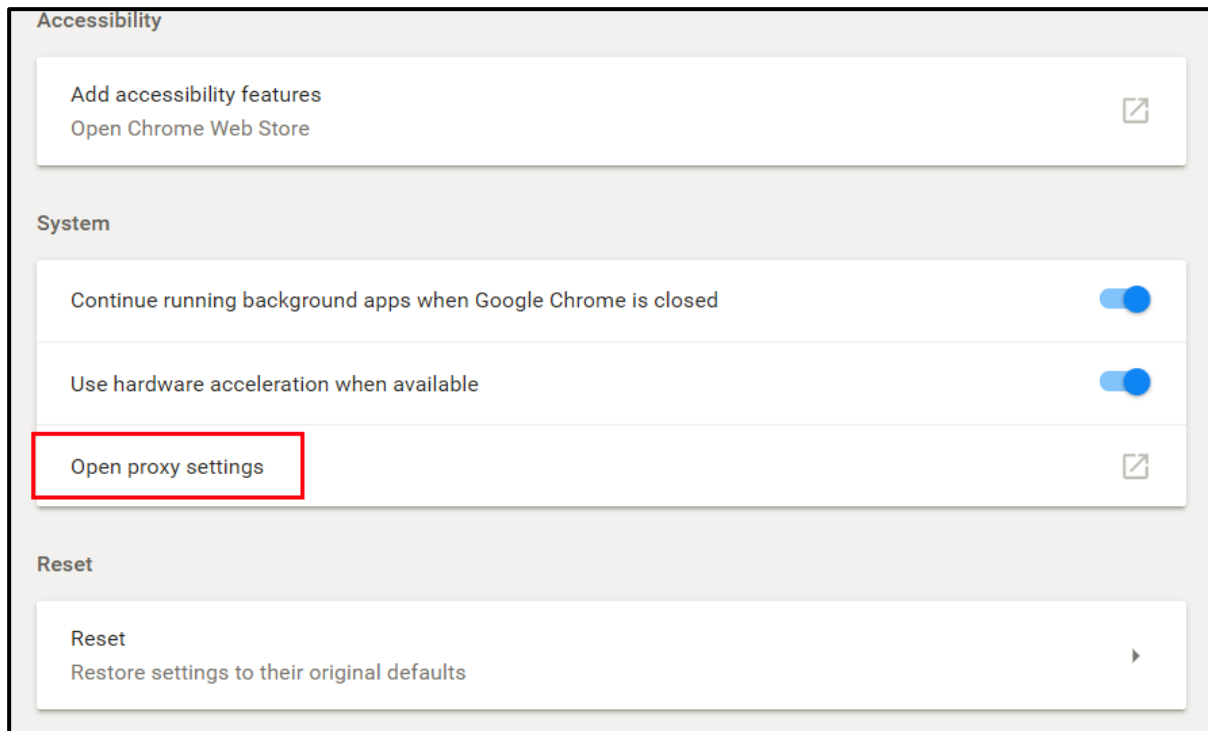 Accessibility
Add accessibility features
Open Chrome Web Store
System
Continue running background apps when Google Chrome is closed
Use hardware acceleration when available
Open proxy settings
Reset
Reset
Restore settings to their original defaults